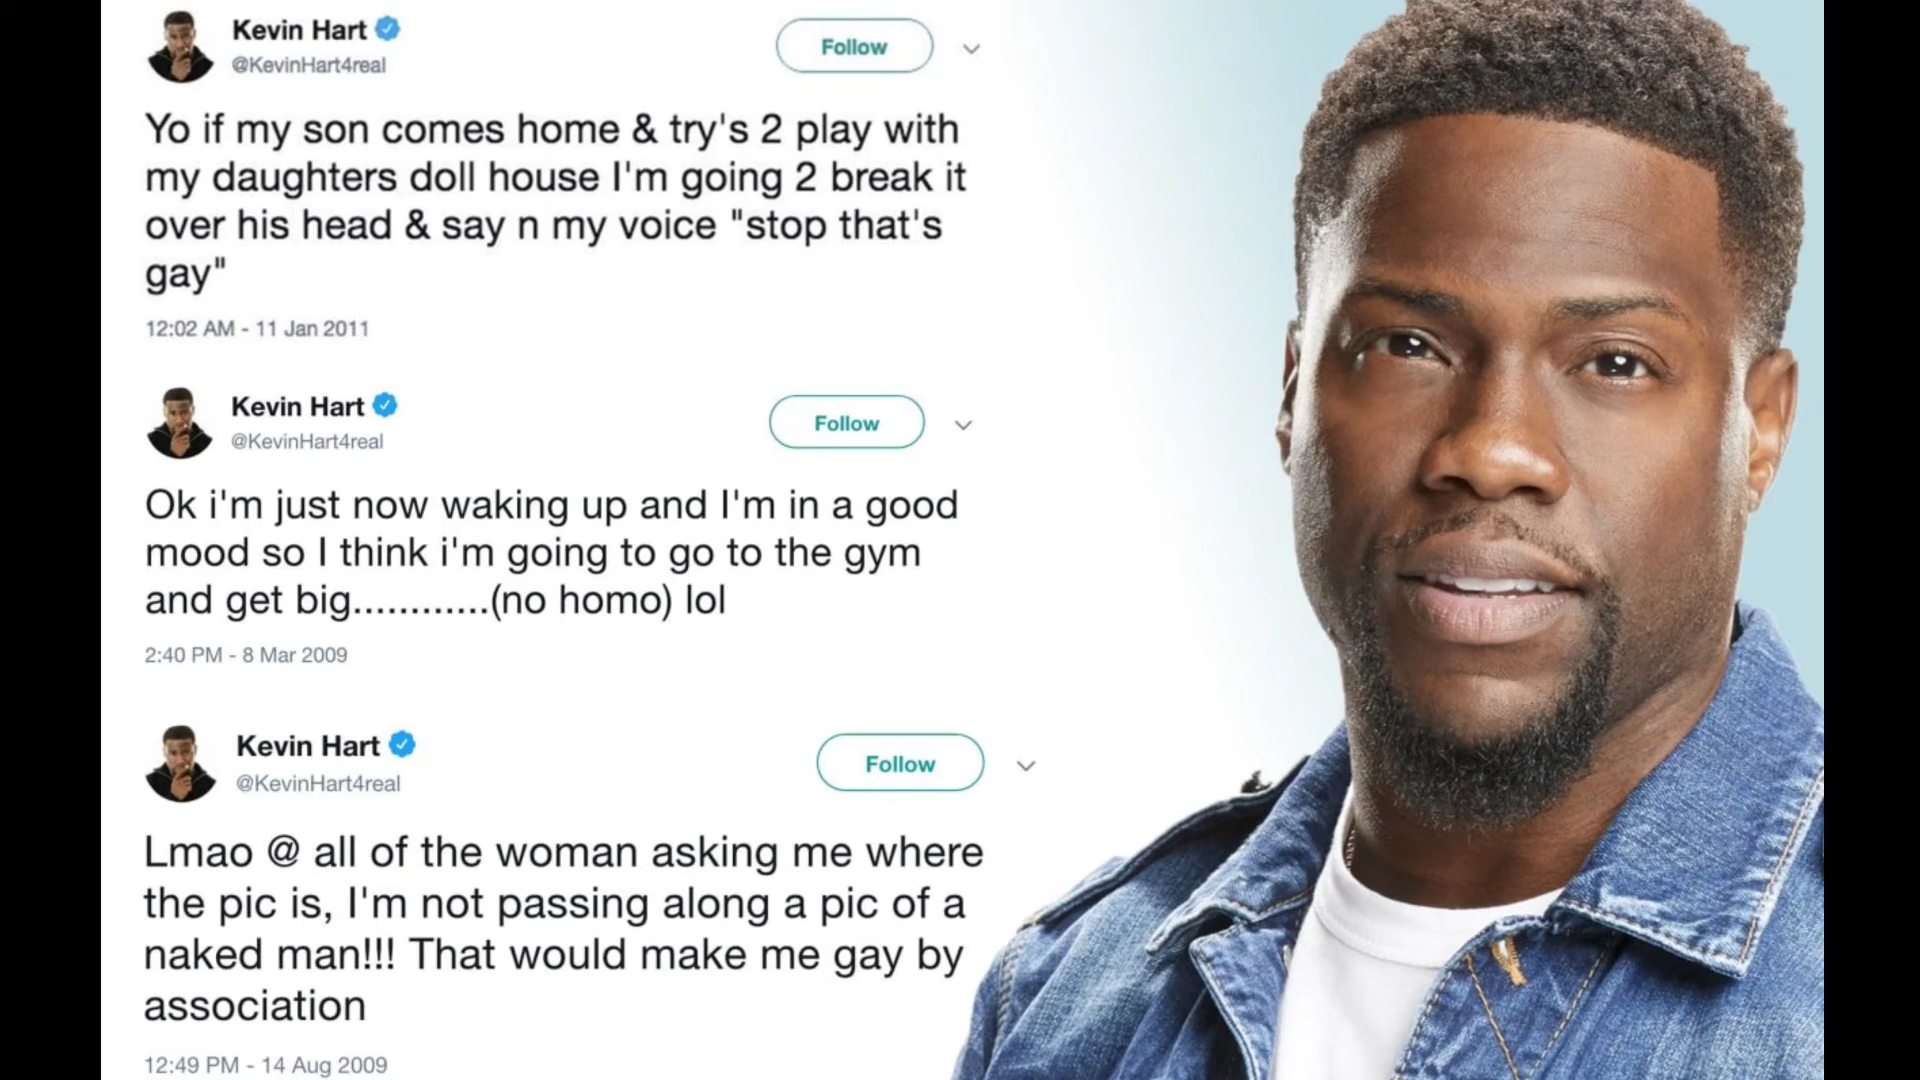 Kevin Hart
@KevinHart4real
Follow
Yo if my son comes home & try's 2 play with
my daughters doll house I'm going 2 break it
over his head & say n my voice "stop that's
gay"
12:02 AM - 11 Jan 2011
Kevin Hart
@KevinHart4real
Follow
Ok i'm just now waking up and I'm in a good
mood so I think i'm going to go to the gym
and get big............(no homo) lol
2:40 PM - 8 Mar 2009
Kevin Hart
@KevinHart4real
Follow
Lmao @ all of the woman asking me where
the pic is, I'm not passing along a pic of a
naked man!!! That would make me gay by
association
12:49 PM - 14 Aug 2009